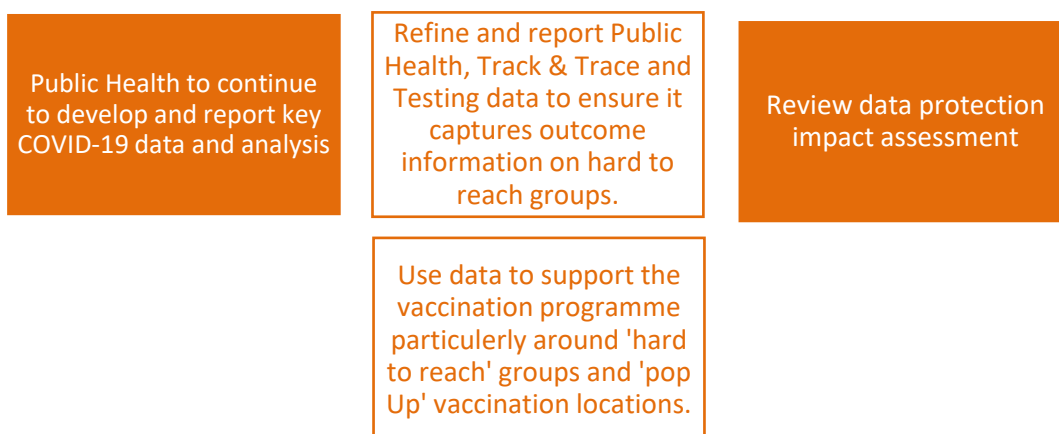 Public Health to continue
to develop and report key
COVID-19 data and analysis
Refine and report Public
Health, Track & Trace and
Testing data to ensure it
captures outcome
information on hard to
reach groups.
Review data protection
impact assessment
Use data to support the
vaccination programme
particulerly around 'hard
to reach' groups and 'pop
Up' vaccination locations.